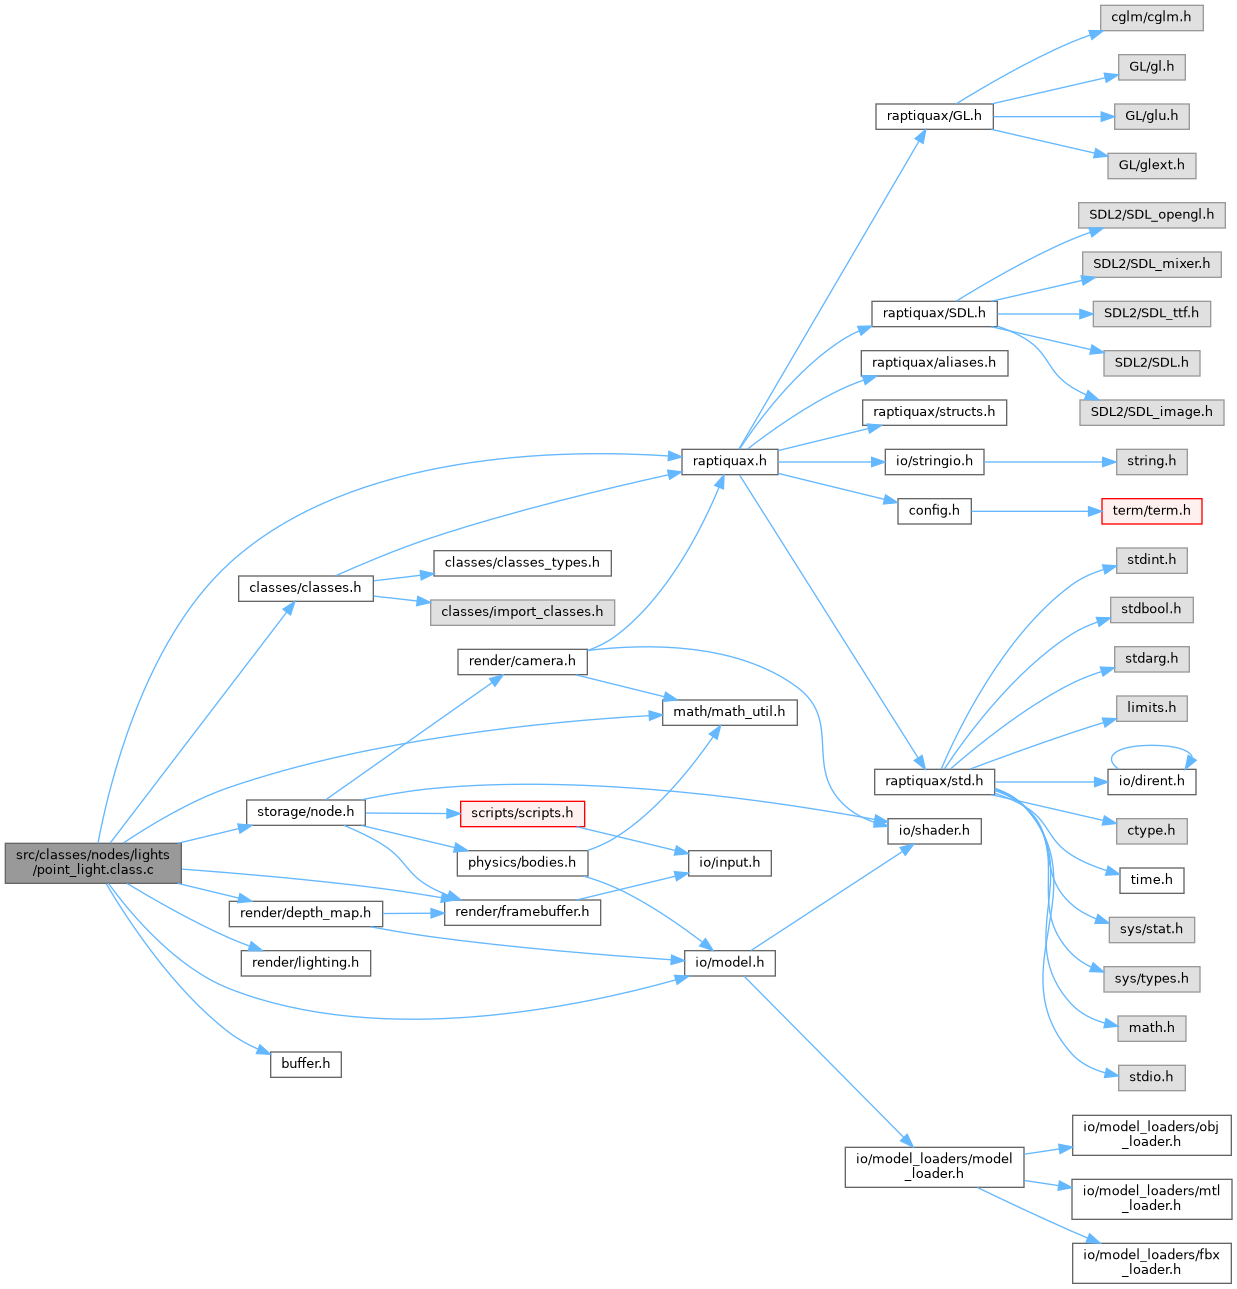 cglm/cglm.h
GL/gl.h
raptiquax/GL.h
GL/glu.h
GL/glext.h
SDL2/SDL_opengl.h
SDL2/SDL_mixer.h
raptiquax/SDL.h
SDL2/SDL_ttf.h
raptiquax/aliases.h
SDL2/SDL.h
raptiquax/structs.h
SDL2/SDL_image.h
raptiquax.h
io/stringio.h
string.h
config.h
term/term.h
classes/classes_types.h
stdint.h
classes/classes.h
classes/import_classes.h
stdbool.h
render/camera.h
stdarg.h
math/math_util.h
limits.h
raptiquax/std.h
io/dirent.h
storage/node.h
scripts/scripts.h
io/shader.h
ctype.h
src/classes/nodes/lights
/point_light.class.c
physics/bodies.h
io/input.h
time.h
render/depth_map.h
render/framebuffer.h
sys/stat.h
render/lighting.h
io/model.h
sys/types.h
math.h
buffer.h
stdio.h
io/model_loaders/obj
_loader.h
io/model_loaders/model
_loader.h
io/model_loaders/mtl
_loader.h
io/model_loaders/fbx
_loader.h